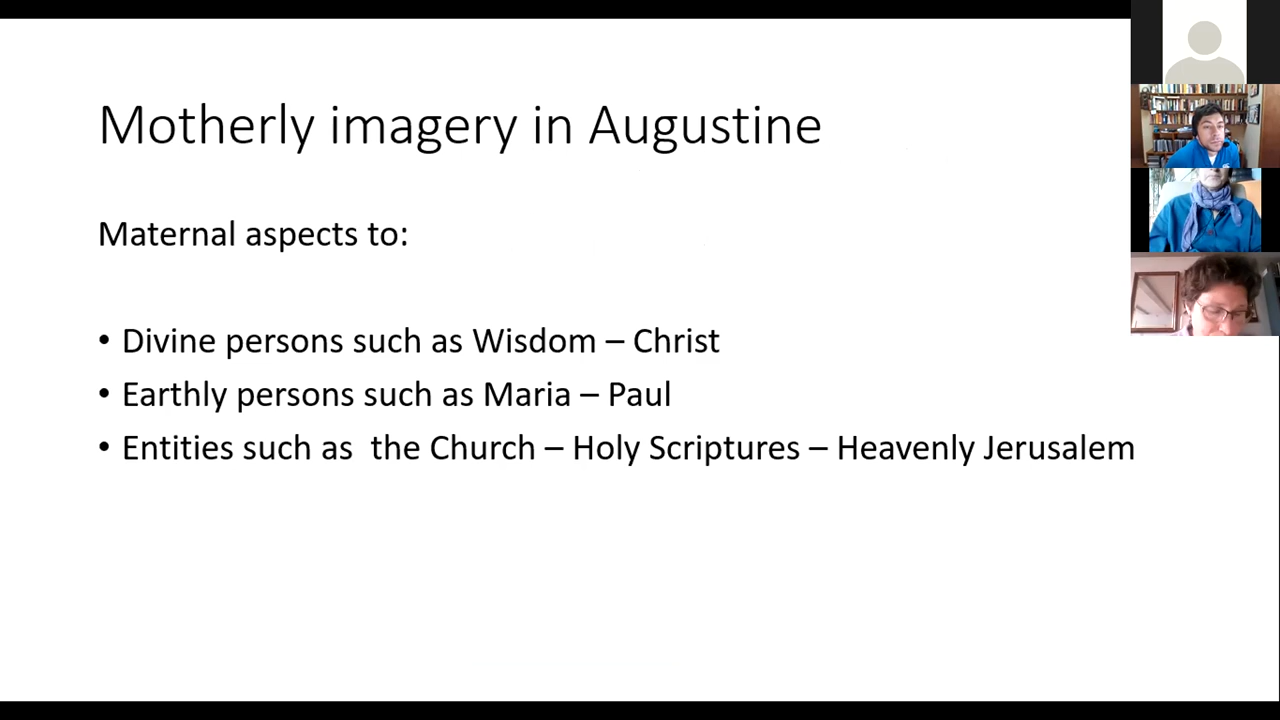 Motherly imagery in Augustine
Maternal aspects to:
• Divine persons such as Wisdom – Christ
• Earthly persons such as Maria – Paul
• Entities such as  the Church – Holy Scriptures – Heavenly Jerusalem